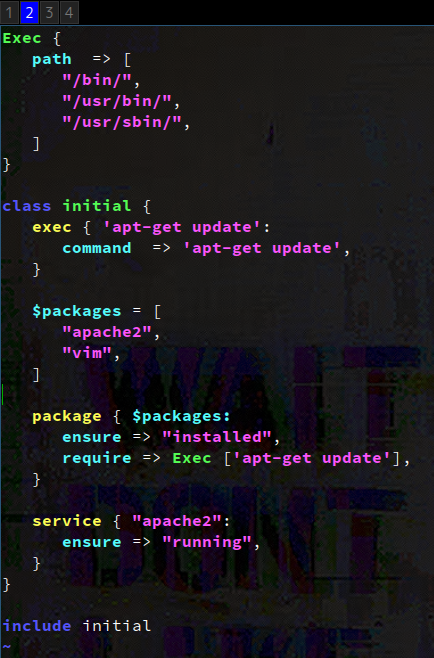 1 2 3 4
Exec {
   path  => [
      "/bin/",
      "/usr/bin/",
      "/usr/sbin/",
   ]
}

class initial {
   exec { 'apt-get update':
      command  => 'apt-get update',
   }

   $packages = [
      "apache2",
      "vim",
   ]

   package { $packages:
      ensure => "installed",
      require => Exec ['apt-get update'],
   }

   service { "apache2":
      ensure => "running",
   }
}

include initial
~
WAIT
DONT